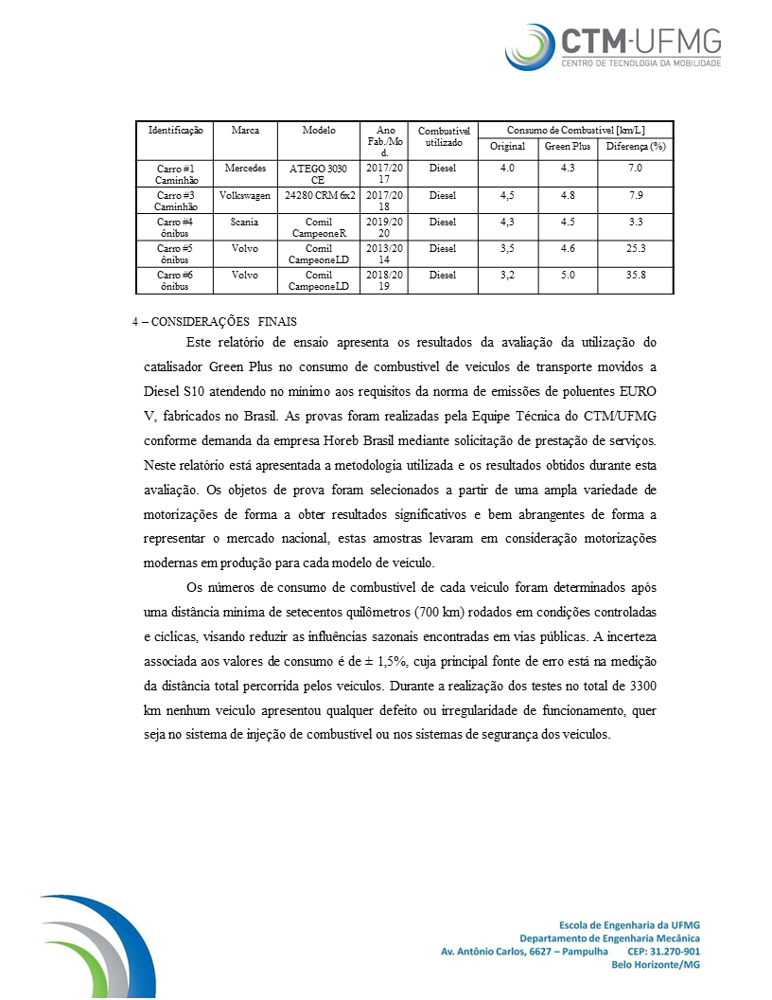 CTM-UFMG
CENTRO DE TECNOLOGIA DA MOBILIDADE
Identificação Marca Modelo Ano Fab./Mo d. Combustível utilizado Consumo de Combustível [km/L]
Original Green Plus Diferença (%)
Carro #1 Caminhão Mercedes ATEGO 3030 CE 2017/20 17 Diesel 4.0 4.3 7.0
Carro #3 Caminhão Volkswagen 24280 CRM 6x2 2017/20 18 Diesel 4,5 4.8 7.9
Carro #4 ônibus Scania Comil Campeone R 2019/20 20 Diesel 4,3 4.5 3.3
Carro #5 ônibus Volvo Comil Campeone LD 2013/20 14 Diesel 3,5 4.6 25.3
Carro #6 ônibus Volvo Comil Campeone LD 2018/20 19 Diesel 3,2 5.0 35.8
4 – CONSIDERAÇÕES FINAIS
Este relatório de ensaio apresenta os resultados da avaliação da utilização do
catalisador Green Plus no consumo de combustível de veículos de transporte movidos a
Diesel S10 atendendo no mínimo aos requisitos da norma de emissões de poluentes EURO
V, fabricados no Brasil. As provas foram realizadas pela Equipe Técnica do CTM/UFMG
conforme demanda da empresa Horeb Brasil mediante solicitação de prestação de serviços.
Neste relatório está apresentada a metodologia utilizada e os resultados obtidos durante esta
avaliação. Os objetos de prova foram selecionados a partir de uma ampla variedade de
motorizações de forma a obter resultados significativos e bem abrangentes de forma a
representar o mercado nacional, estas amostras levaram em consideração motorizações
modernas em produção para cada modelo de veículo.
Os números de consumo de combustível de cada veículo foram determinados após
uma distância mínima de setecentos quilômetros (700 km) rodados em condições controladas
e cíclicas, visando reduzir as influências sazonais encontradas em vias públicas. A incerteza
associada aos valores de consumo é de ± 1,5%, cuja principal fonte de erro está na medição
da distância total percorrida pelos veículos. Durante a realização dos testes no total de 3300
km nenhum veículo apresentou qualquer defeito ou irregularidade de funcionamento, quer
seja no sistema de injeção de combustível ou nos sistemas de segurança dos veículos.
Escola de Engenharia da UFMG
Departamento de Engenharia Mecânica
Av. Antônio Carlos, 6627 – Pampulha CEP: 31.270-901
Belo Horizonte/MG